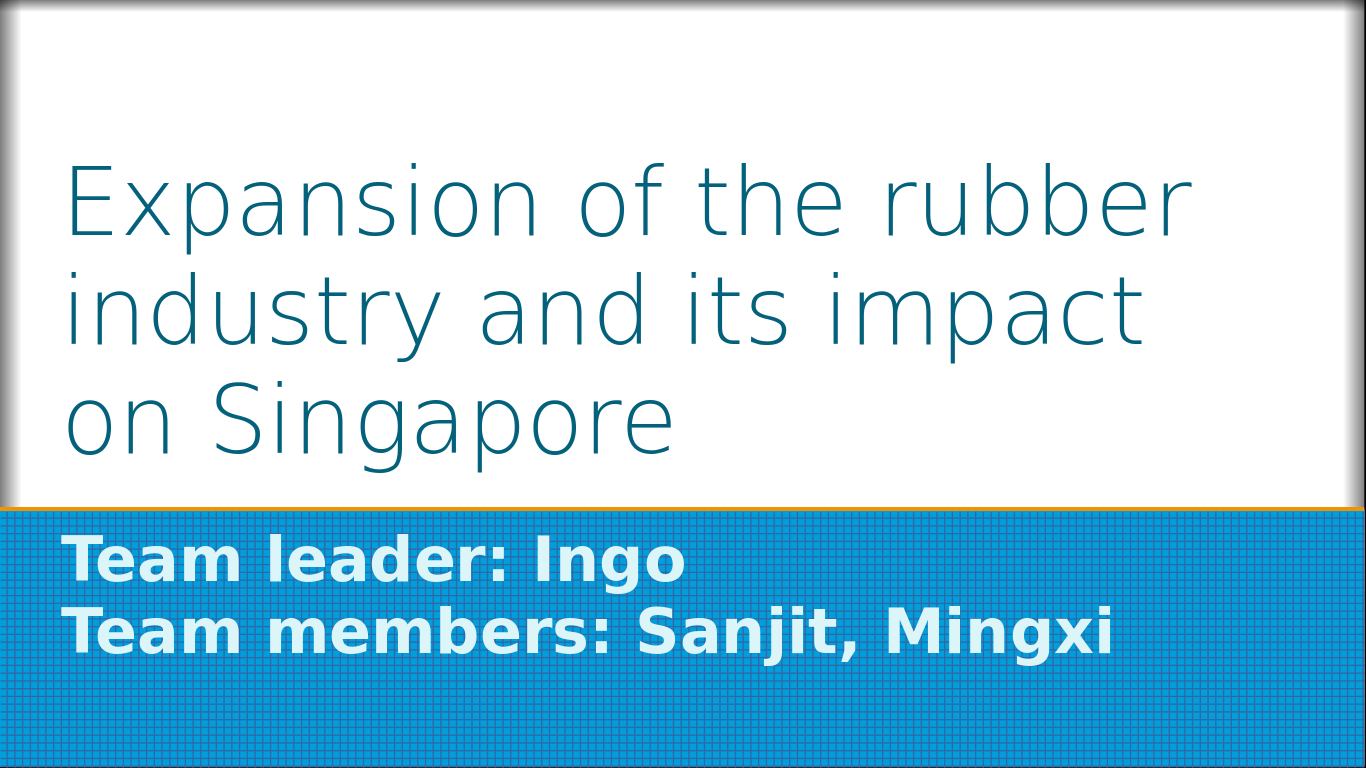 Expansion of the rubber
industry and its impact
on Singapore
Team leader: Ingo
Team members: Sanjit, Mingxi